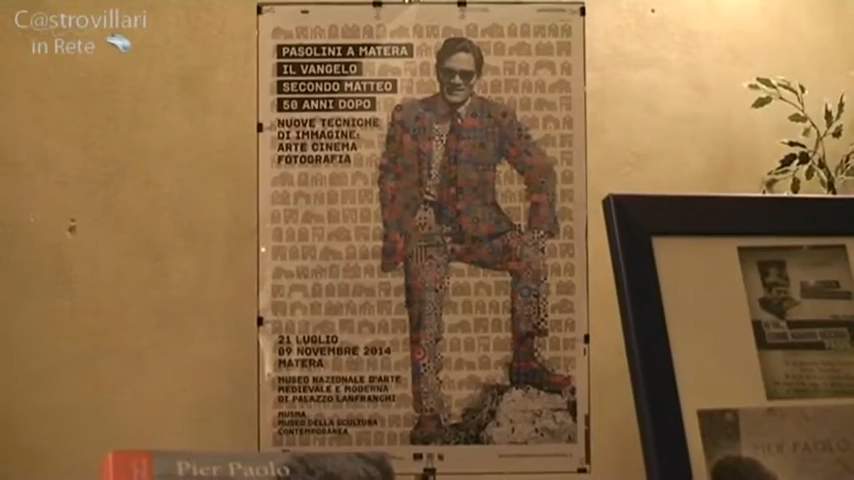 C@strovillari
in Rete
PASOLINI A MATERA
IL VANGELO
SECONDO MATTEO
50 ANNI DOPO
NUOVE TECNICHE
DI IMMAGINE:
ARTE CINEMA
FOTOGRAFIA
21 LUGLIO
09 NOVEMBRE 2014
MATERA
MUSEO NAZIONALE D'ARTE
MEDIEVALE E MODERNA
DI PALAZZO LANFRANCHI
MUSMA
MUSEO DELLA SCULTURA
CONTEMPORANEA
Pier Paolo
PIER PAOLO